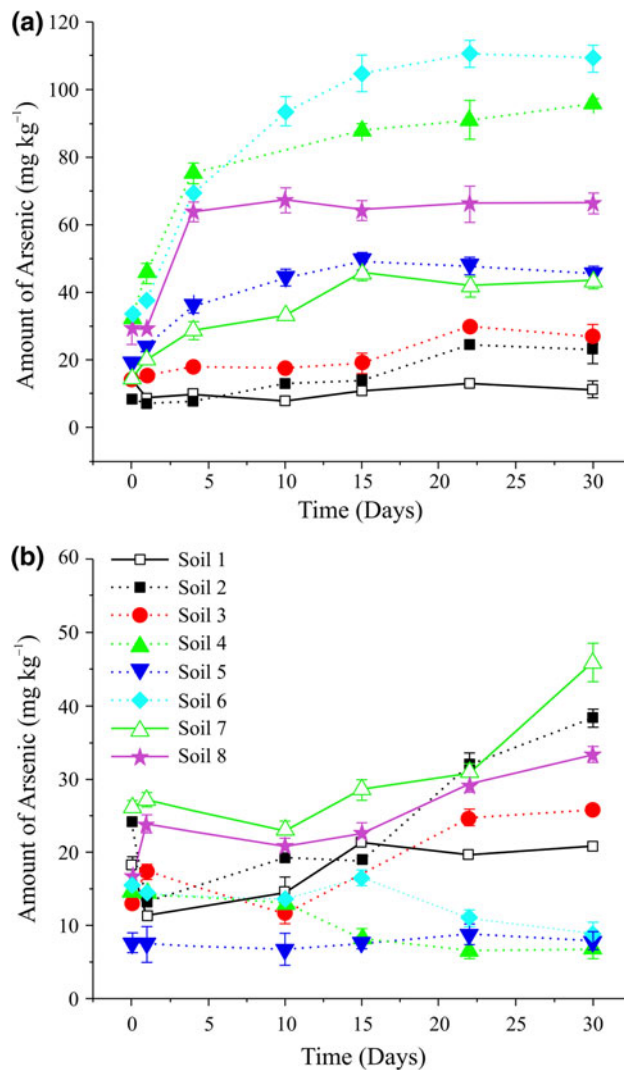 (a)
120
100
80
60
40
20
0
Amount of Arsenic (mg kg⁻¹)
0 5 10 15 20 25 30
Time (Days)
(b)
60
50
40
30
20
10
0
Amount of Arsenic (mg kg⁻¹)
Soil 1
Soil 2
Soil 3
Soil 4
Soil 5
Soil 6
Soil 7
Soil 8
0 5 10 15 20 25 30
Time (Days)